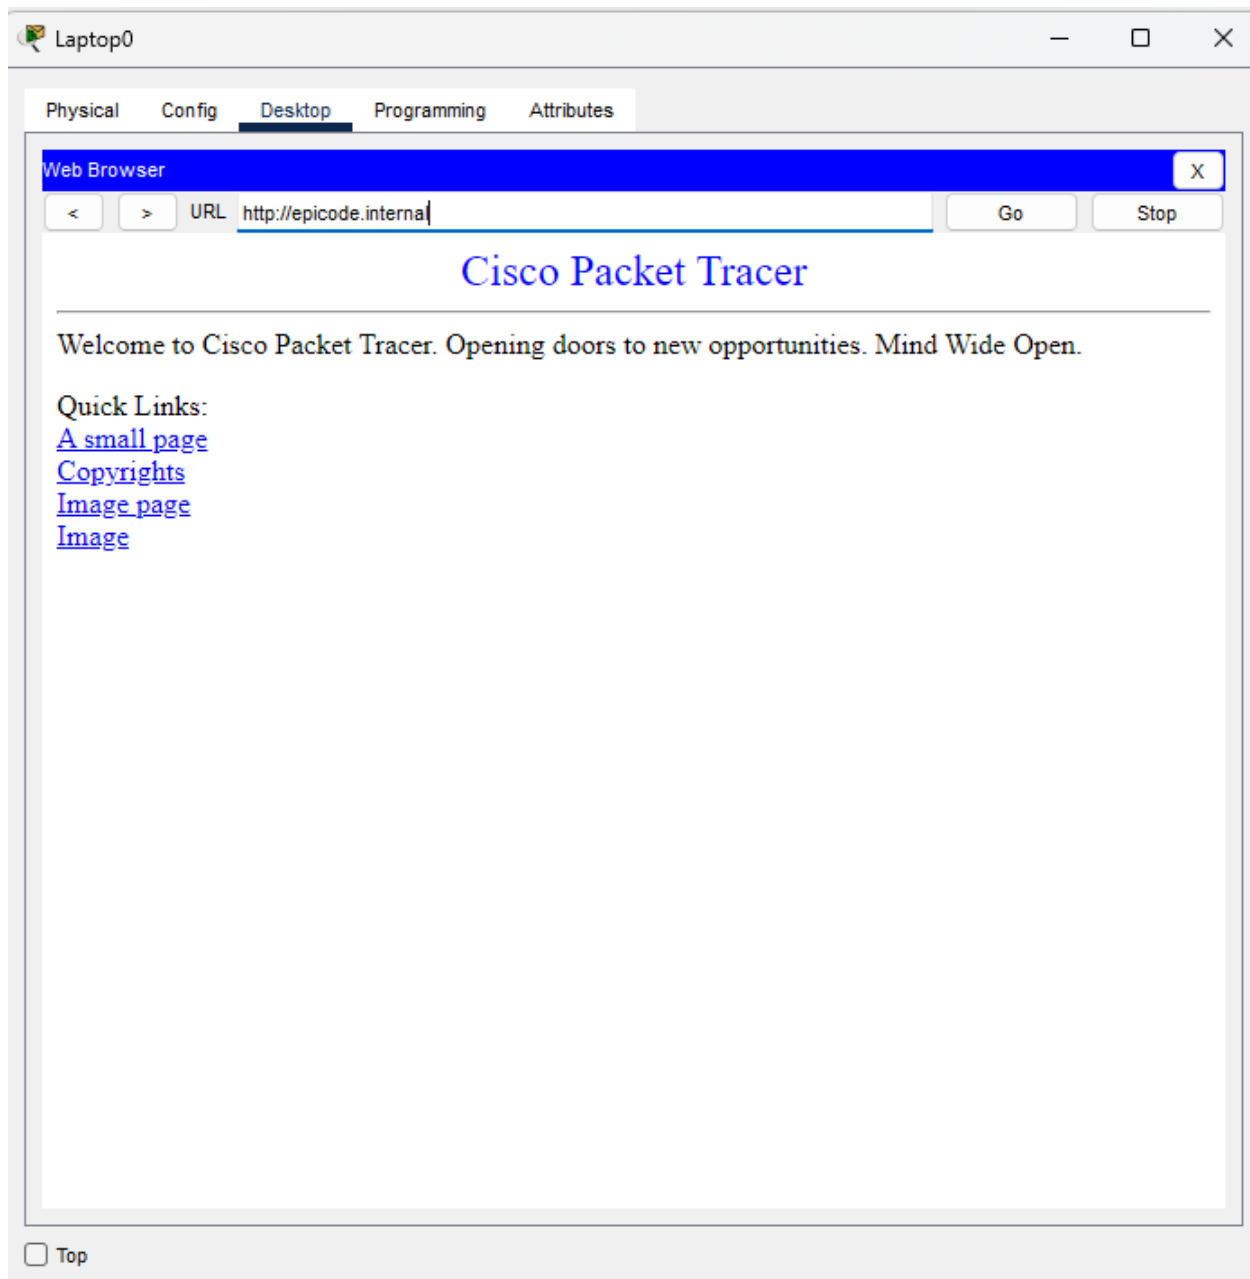 Laptop0
Physical Config Desktop Programming Attributes
Web Browser X
< > URL http://epicode.internal Go Stop
Cisco Packet Tracer
Welcome to Cisco Packet Tracer. Opening doors to new opportunities. Mind Wide Open.
Quick Links:
A small page
Copyrights
Image page
Image
Top